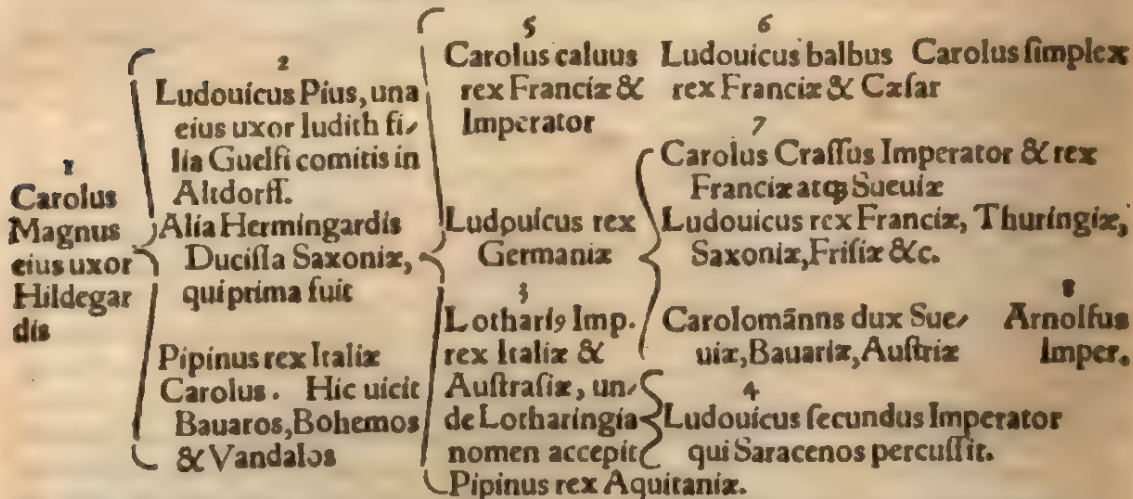 1
Carolus
Magnus
eius uxor
Hildegar
dis
2
Ludouicus Pius, una
eius uxor Iudith fi/
lia Guelfi comitis in
Altdorff.
Alia Hermingardis
Ducissa Saxoniæ,
qui prima fuit
Pipinus rex Italiæ
Carolus. Hic uicit
Bauaros, Bohemos
& Vandalos
5
Carolus caluus
rex Franciæ &
Imperator
Ludouicus rex
Germaniæ
3
Lothariꝰ Imp.
rex Italiæ &
Austrasiæ, un/
de Lotharingia
nomen accepit
Pipinus rex Aquitaniæ.
6
Ludouicus balbus
rex Franciæ & Cæsar
Carolus simplex
7
Carolus Crassus Imperator & rex
Franciæ atqꝫ Sueuiæ
Ludouicus rex Franciæ, Thuringiæ,
Saxoniæ, Frisiæ &c.
Carolomãnns dux Sue/
uiæ, Bauariæ, Austriæ
8
Arnolfus
Imper.
4
Ludouicus secundus Imperator
qui Saracenos percussit.